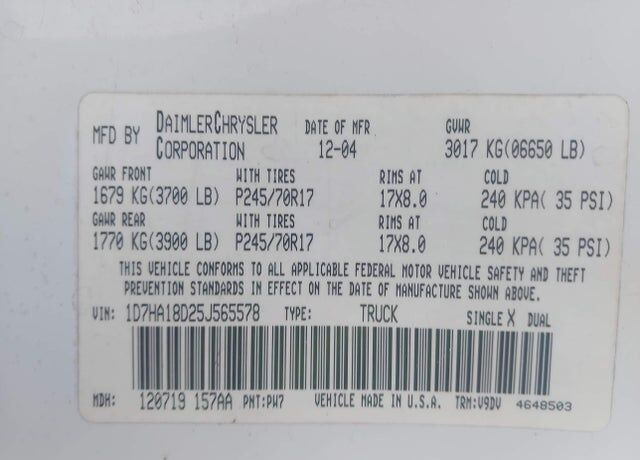 MFD BY DAIMLERCHRYSLER CORPORATION DATE OF MFR 12-04 GVWR 3017 KG(06650 LB)
GAWR FRONT WITH TIRES RIMS AT COLD
1679 KG(3700 LB) P245/70R17 17X8.0 240 KPA( 35 PSI)
GAWR REAR WITH TIRES RIMS AT COLD
1770 KG(3900 LB) P245/70R17 17X8.0 240 KPA( 35 PSI)
THIS VEHICLE CONFORMS TO ALL APPLICABLE FEDERAL MOTOR VEHICLE SAFETY AND THEFT
PREVENTION STANDARDS IN EFFECT ON THE DATE OF MANUFACTURE SHOWN ABOVE.
VIN: 1D7HA18D25J565578 TYPE: TRUCK SINGLE X DUAL
MDH: 120719 157AA PNT:PW7 VEHICLE MADE IN U.S.A. TRM:V9DV 4648503